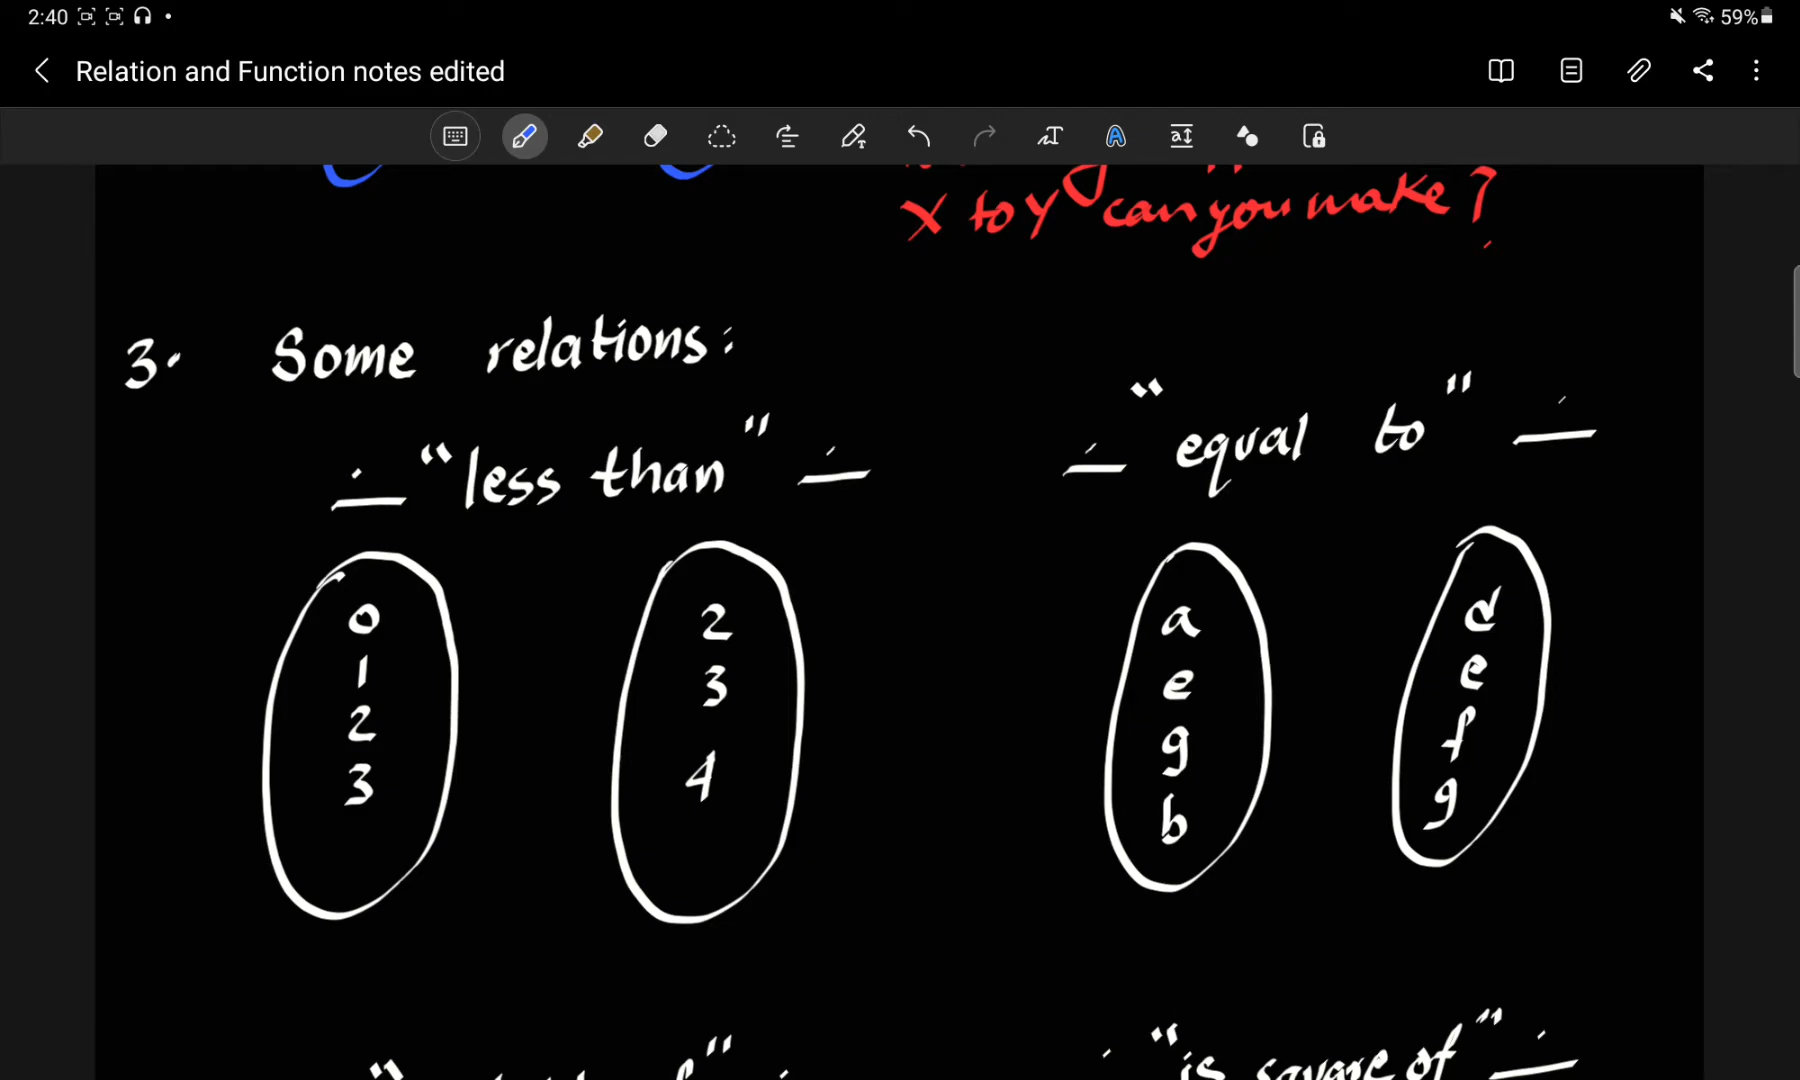 2:40
59%
Relation and Function notes edited
X to Y can you make?
3. Some relations:
"less than"
"equal to"
0
1
2
3
2
3
4
a
e
g
b
d
e
f
g
"is square of"